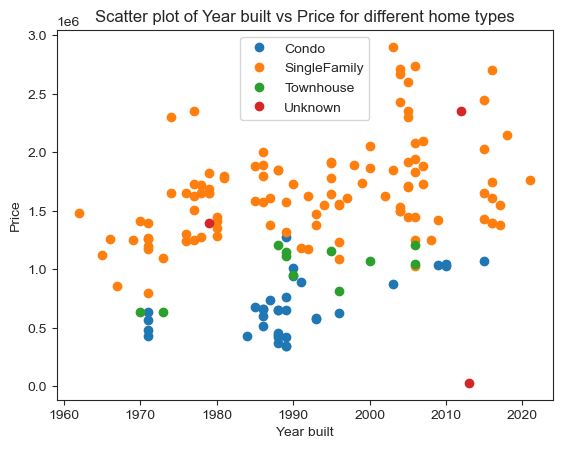 Scatter plot of Year built vs Price for different home types
1e6
3.0
2.5
2.0
1.5
1.0
0.5
0.0
Price
Condo
SingleFamily
Townhouse
Unknown
1960 1970 1980 1990 2000 2010 2020
Year built